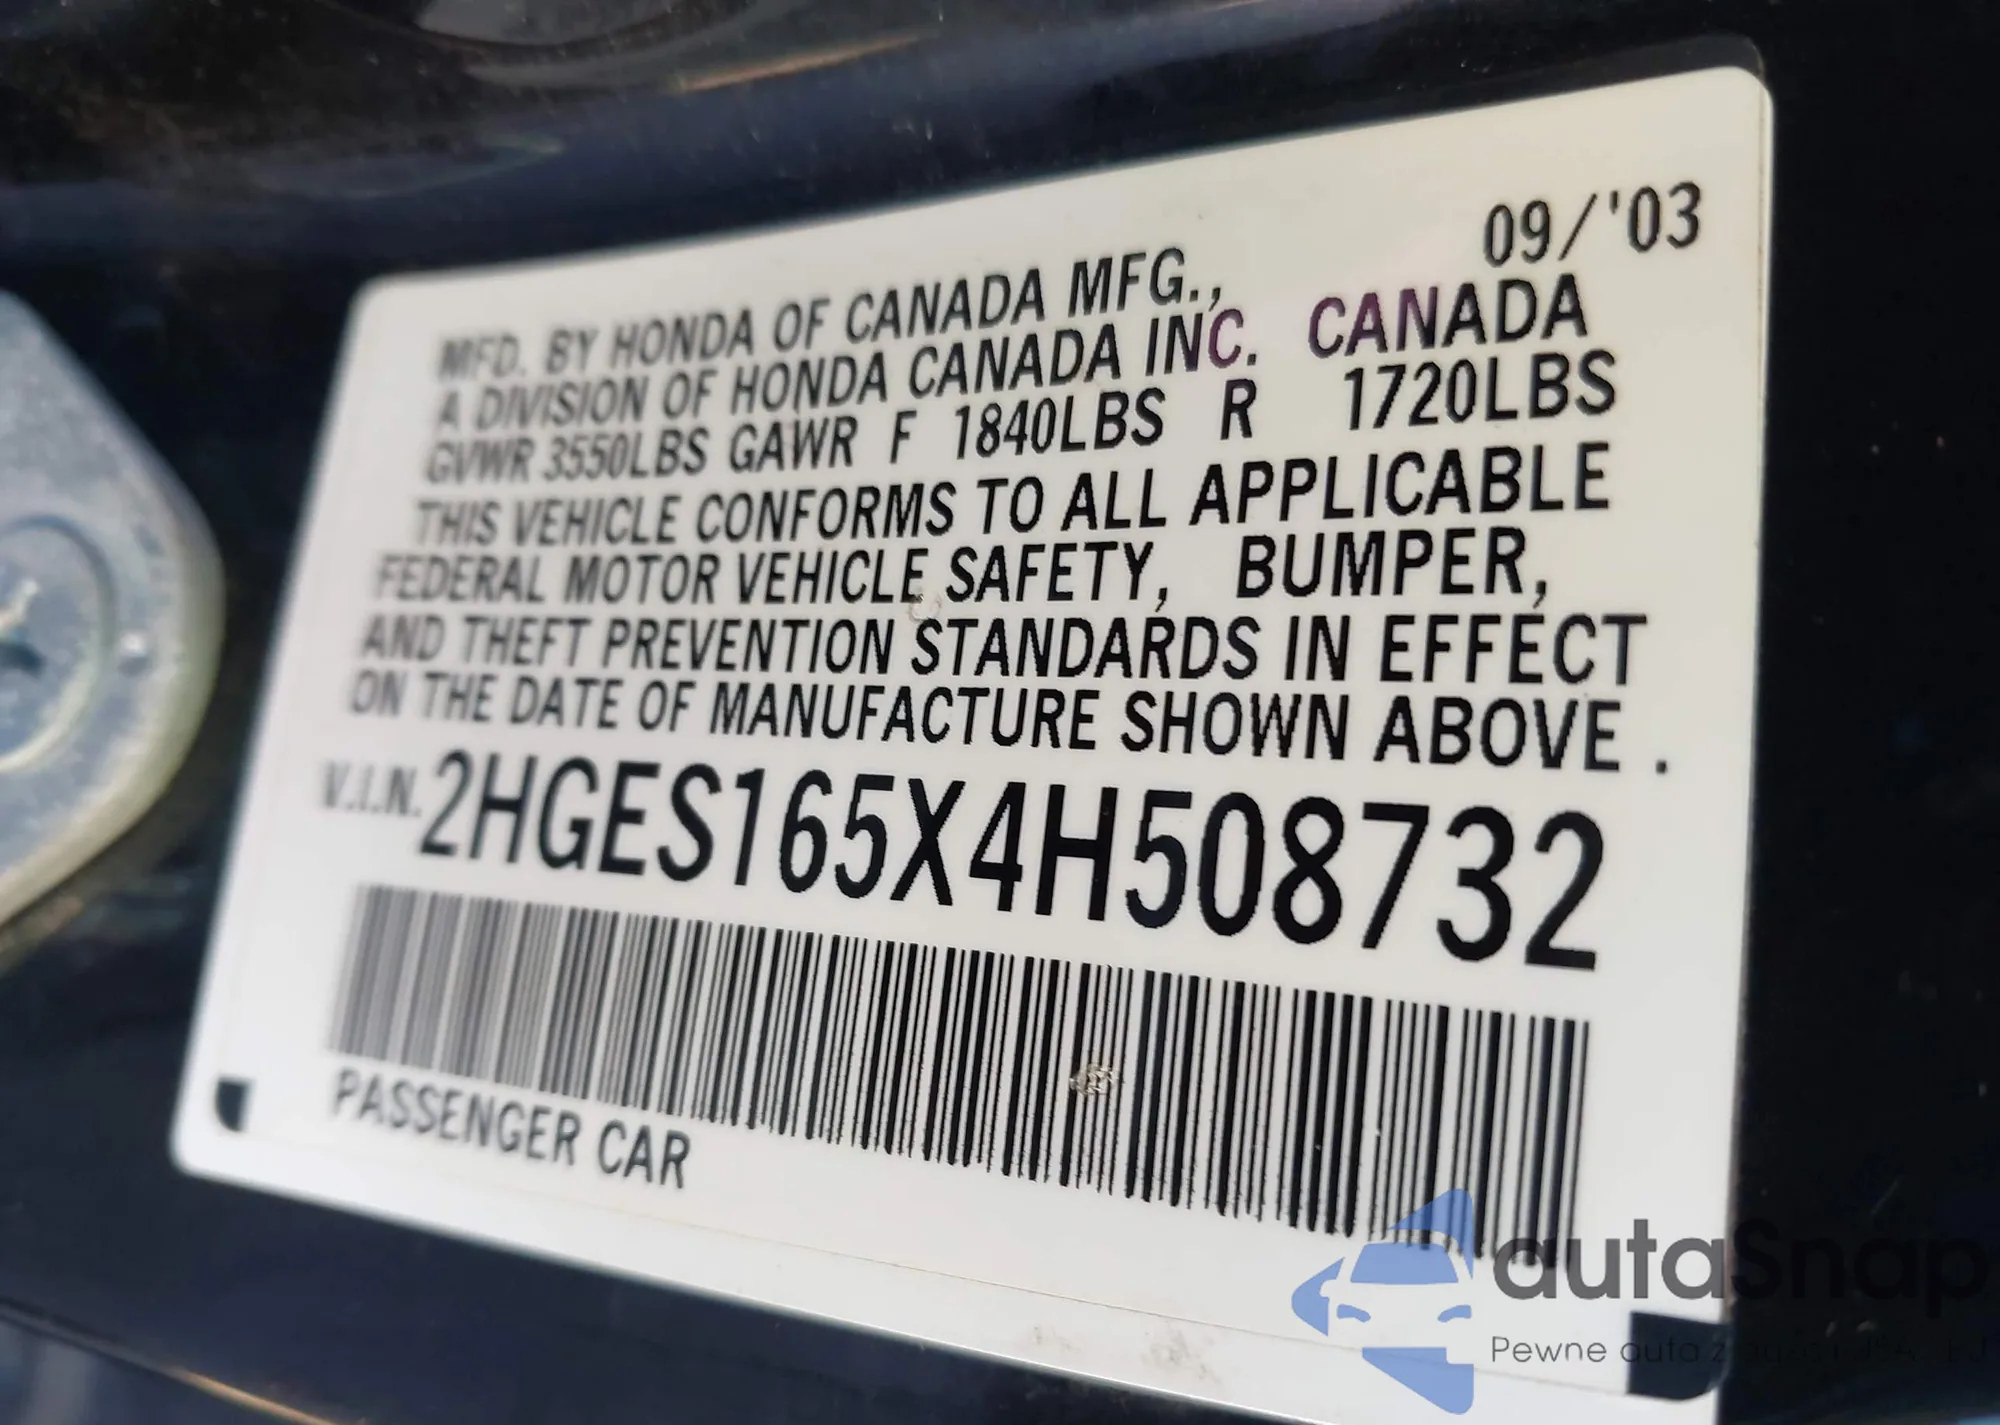 09/'03
MFD. BY HONDA OF CANADA MFG.,
A DIVISION OF HONDA CANADA INC. CANADA
GVWR 3550LBS GAWR F 1840LBS R 1720LBS
THIS VEHICLE CONFORMS TO ALL APPLICABLE
FEDERAL MOTOR VEHICLE SAFETY, BUMPER,
AND THEFT PREVENTION STANDARDS IN EFFECT
ON THE DATE OF MANUFACTURE SHOWN ABOVE .
V.I.N. 2HGES165X4H508732
PASSENGER CAR
autaSnap
Pewne auta z